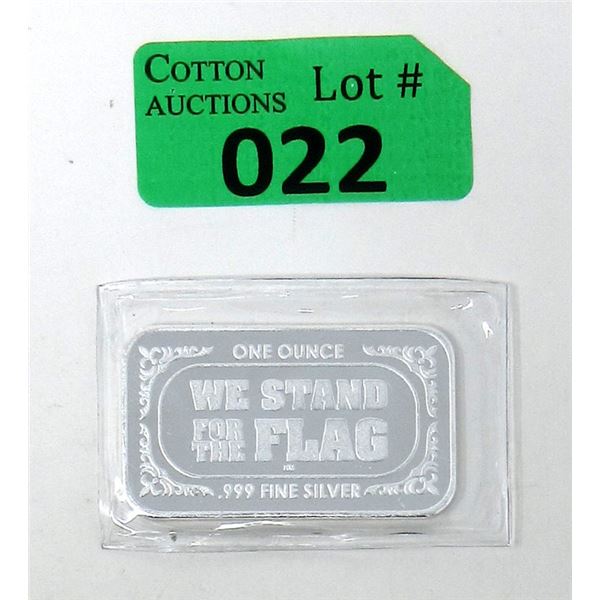 COTTON AUCTIONS Lot #
022
ONE OUNCE
WE STAND
FOR THE FLAG
.999 FINE SILVER